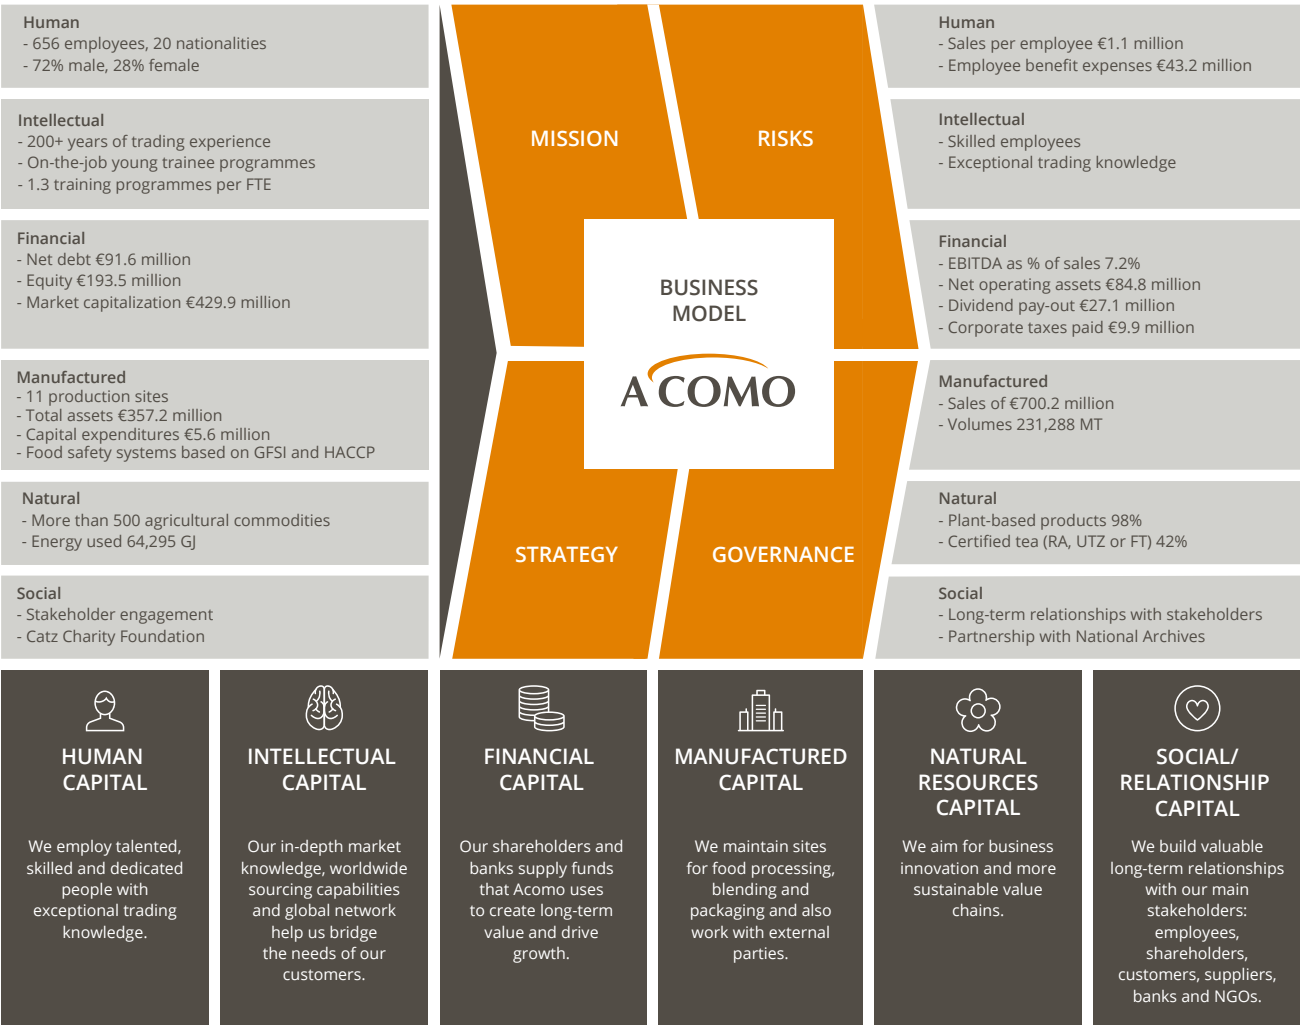 Human
- 656 employees, 20 nationalities
- 72% male, 28% female
Intellectual
- 200+ years of trading experience
- On-the-job young trainee programmes
- 1.3 training programmes per FTE
Financial
- Net debt €91.6 million
- Equity €193.5 million
- Market capitalization €429.9 million
Manufactured
- 11 production sites
- Total assets €357.2 million
- Capital expenditures €5.6 million
- Food safety systems based on GFSI and HACCP
Natural
- More than 500 agricultural commodities
- Energy used 64,295 GJ
Social
- Stakeholder engagement
- Catz Charity Foundation
MISSION
RISKS
BUSINESS
MODEL
ACOMO
STRATEGY
GOVERNANCE
Human
- Sales per employee €1.1 million
- Employee benefit expenses €43.2 million
Intellectual
- Skilled employees
- Exceptional trading knowledge
Financial
- EBITDA as % of sales 7.2%
- Net operating assets €84.8 million
- Dividend pay-out €27.1 million
- Corporate taxes paid €9.9 million
Manufactured
- Sales of €700.2 million
- Volumes 231,288 MT
Natural
- Plant-based products 98%
- Certified tea (RA, UTZ or FT) 42%
Social
- Long-term relationships with stakeholders
- Partnership with National Archives
HUMAN
CAPITAL
We employ talented,
skilled and dedicated
people with
exceptional trading
knowledge.
INTELLECTUAL
CAPITAL
Our in-depth market
knowledge, worldwide
sourcing capabilities
and global network
help us bridge
the needs of our
customers.
FINANCIAL
CAPITAL
Our shareholders and
banks supply funds
that Acomo uses
to create long-term
value and drive
growth.
MANUFACTURED
CAPITAL
We maintain sites
for food processing,
blending and
packaging and also
work with external
parties.
NATURAL
RESOURCES
CAPITAL
We aim for business
innovation and more
sustainable value
chains.
SOCIAL/
RELATIONSHIP
CAPITAL
We build valuable
long-term relationships
with our main
stakeholders:
employees,
shareholders,
customers, suppliers,
banks and NGOs.